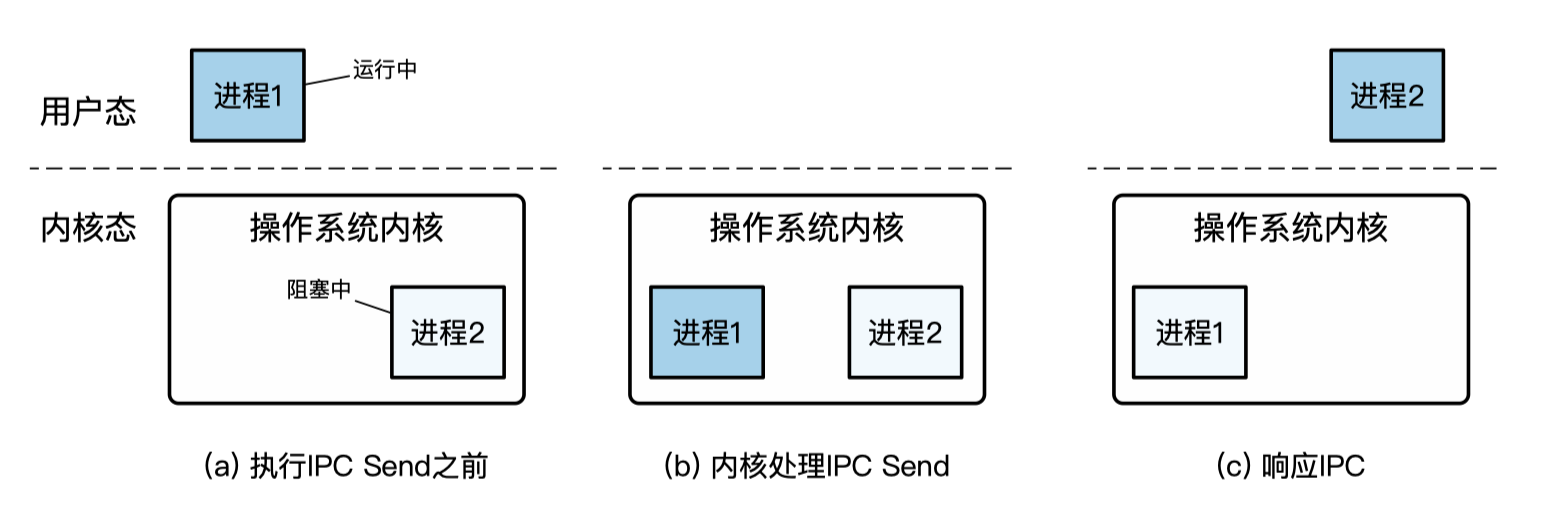 用户态
进程1
运行中
进程2
内核态
操作系统内核
阻塞中
进程2
操作系统内核
进程1
进程2
操作系统内核
进程1
(a) 执行IPC Send之前
(b) 内核处理IPC Send
(c) 响应IPC